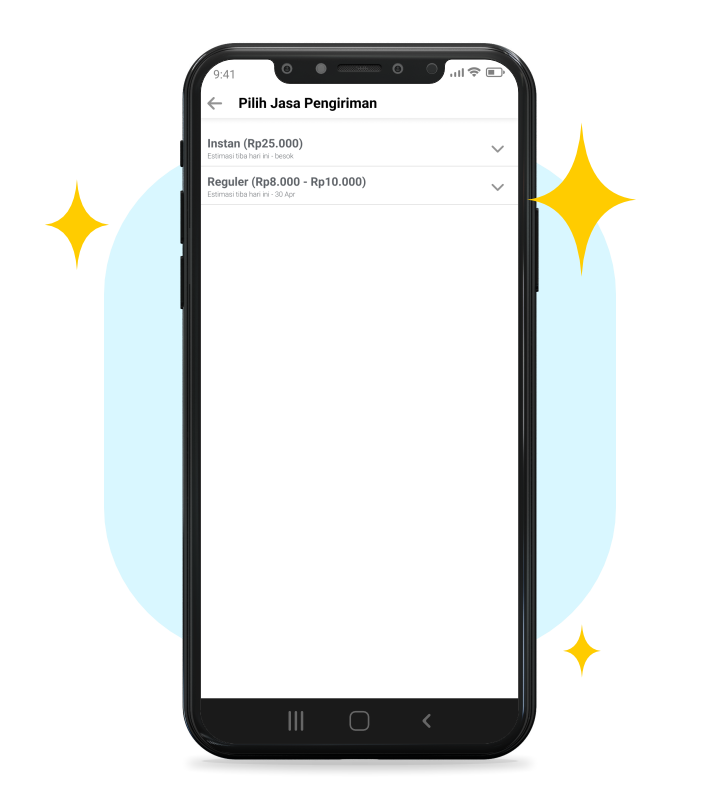 9:41
Pilih Jasa Pengiriman
Instan (Rp25.000)
Estimasi tiba hari ini - besok
Reguler (Rp8.000 - Rp10.000)
Estimasi tiba hari ini - 30 Apr